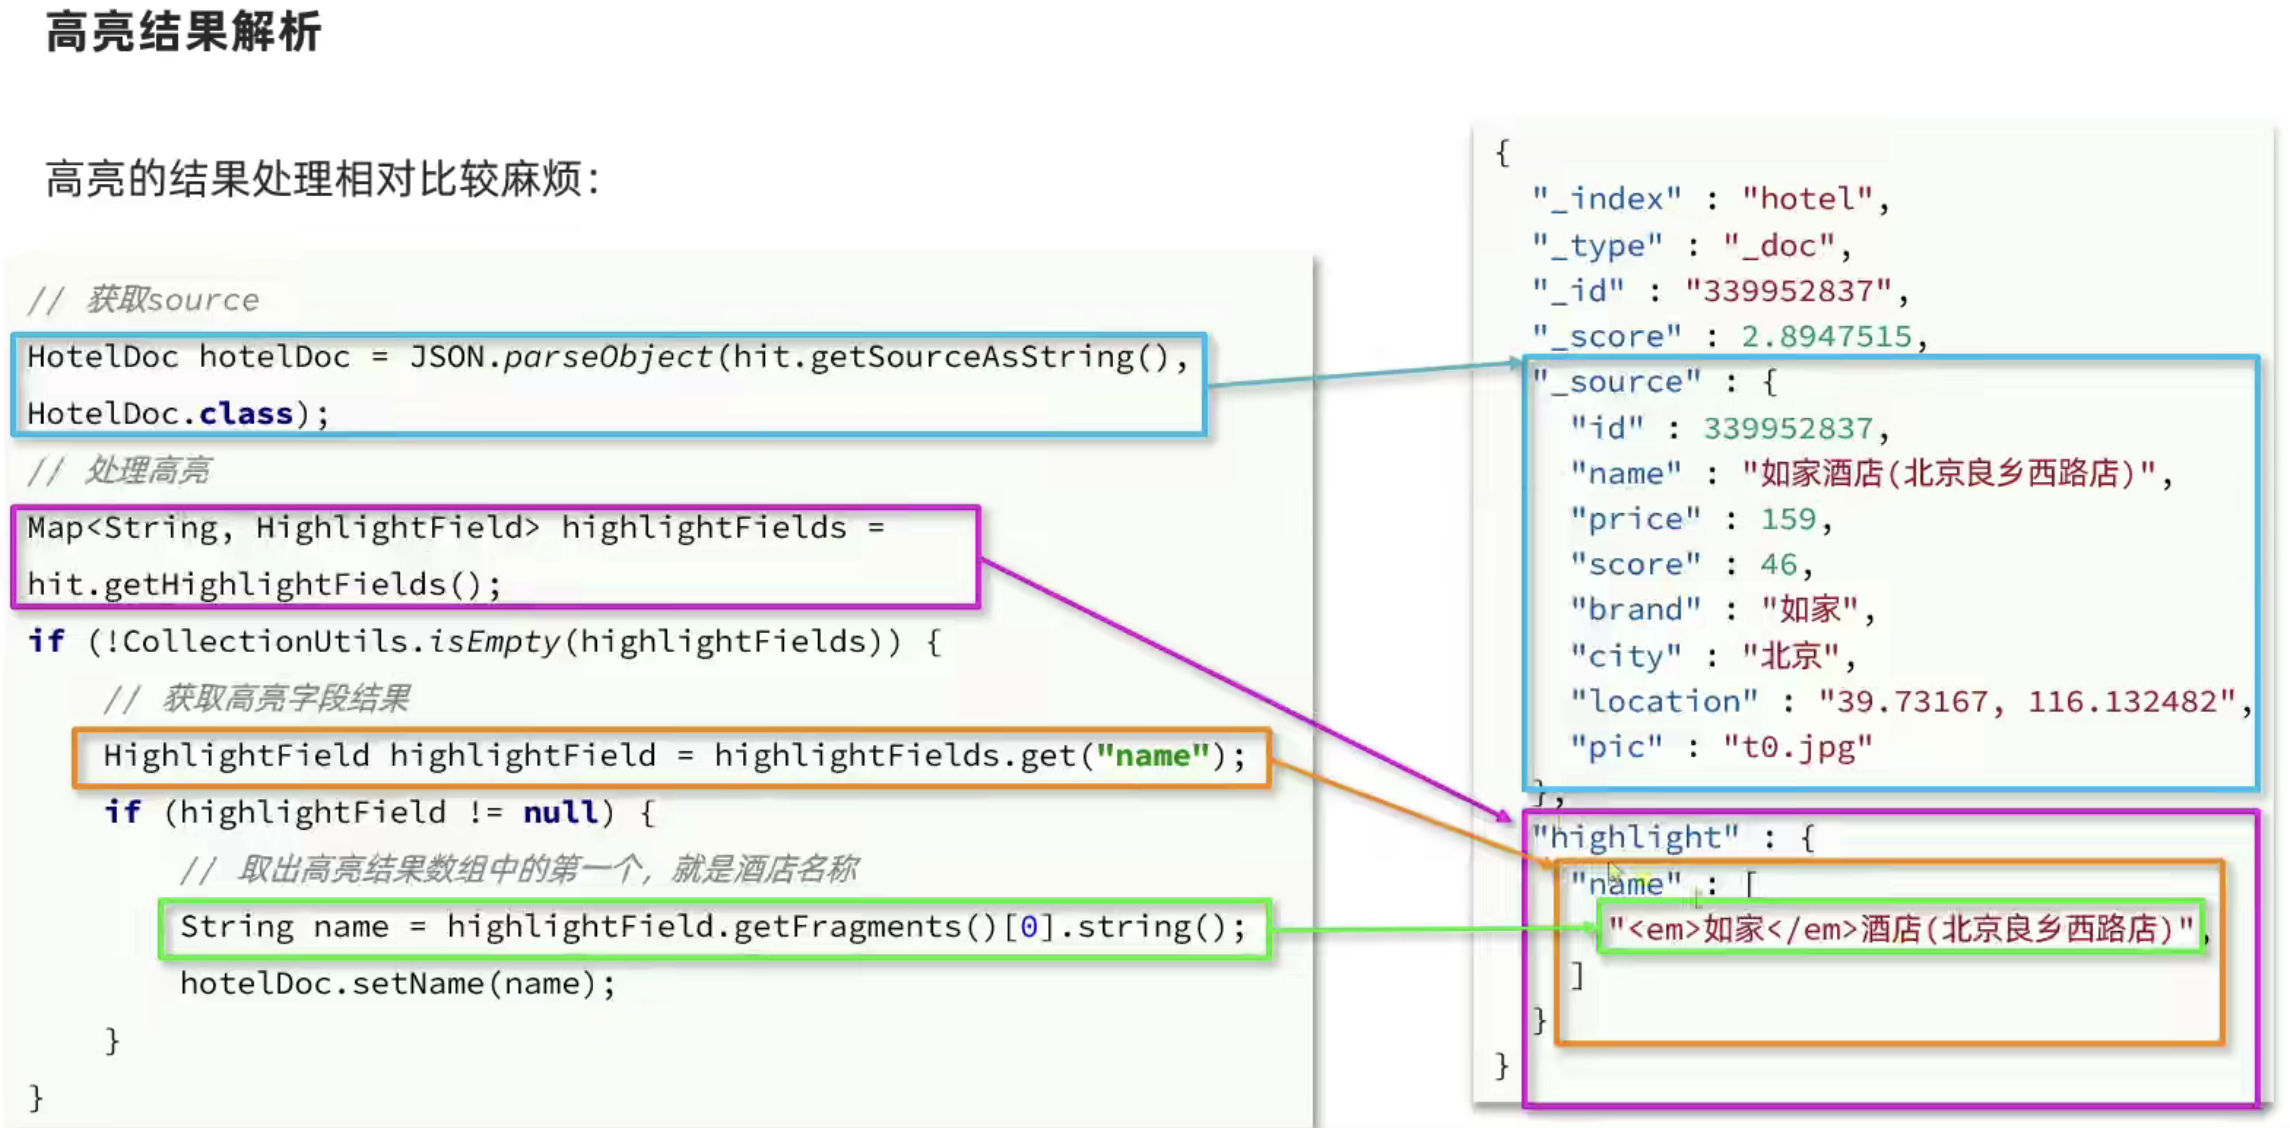 高亮结果解析
高亮的结果处理相对比较麻烦：
// 获取source
HotelDoc hotelDoc = JSON.parseObject(hit.getSourceAsString(),
HotelDoc.class);
// 处理高亮
Map<String, HighlightField> highlightFields =
hit.getHighlightFields();
if (!CollectionUtils.isEmpty(highlightFields)) {
    // 获取高亮字段结果
    HighlightField highlightField = highlightFields.get("name");
    if (highlightField != null) {
        // 取出高亮结果数组中的第一个，就是酒店名称
        String name = highlightField.getFragments()[0].string();
        hotelDoc.setName(name);
    }
}
{
  "_index" : "hotel",
  "_type" : "_doc",
  "_id" : "339952837",
  "_score" : 2.8947515,
  "_source" : {
    "id" : 339952837,
    "name" : "如家酒店(北京良乡西路店)",
    "price" : 159,
    "score" : 46,
    "brand" : "如家",
    "city" : "北京",
    "location" : "39.73167, 116.132482",
    "pic" : "t0.jpg"
  },
  "highlight" : {
    "name" : [
      "<em>如家</em>酒店(北京良乡西路店)",
    ]
  }
}